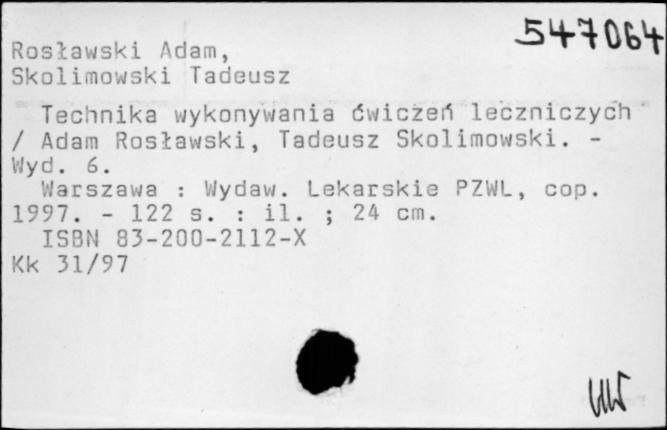 547064
Rosławski Adam,
Skolimowski Tadeusz
Technika wykonywania ćwiczeń leczniczych
/ Adam Rosławski, Tadeusz Skolimowski. -
Wyd. 6.
Warszawa : Wydaw. Lekarskie PZWL, cop.
1997. - 122 s. : il. ; 24 cm.
ISBN 83-200-2112-X
Kk 31/97